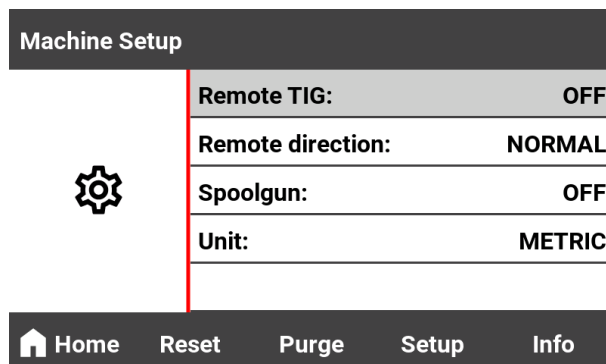 Machine Setup
Remote TIG: OFF
Remote direction: NORMAL
Spoolgun: OFF
Unit: METRIC
Home Reset Purge Setup Info